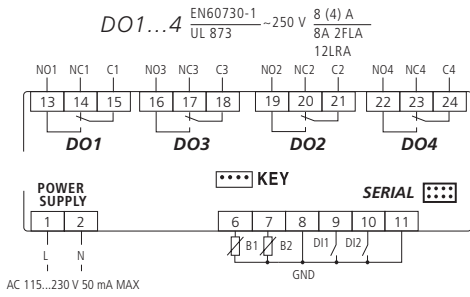 DO1...4 EN60730-1 ~250 V 8 (4) A
UL 873 8A 2FLA
12LRA
NO1 NC1 C1 NO3 NC3 C3 NO2 NC2 C2 NO4 NC4 C4
13 14 15 16 17 18 19 20 21 22 23 24
DO1 DO3 DO2 DO4
KEY
POWER
SUPPLY
SERIAL
1 2 6 7 8 9 10 11
L N B1 B2 DI1 DI2
GND
AC 115...230 V 50 mA MAX